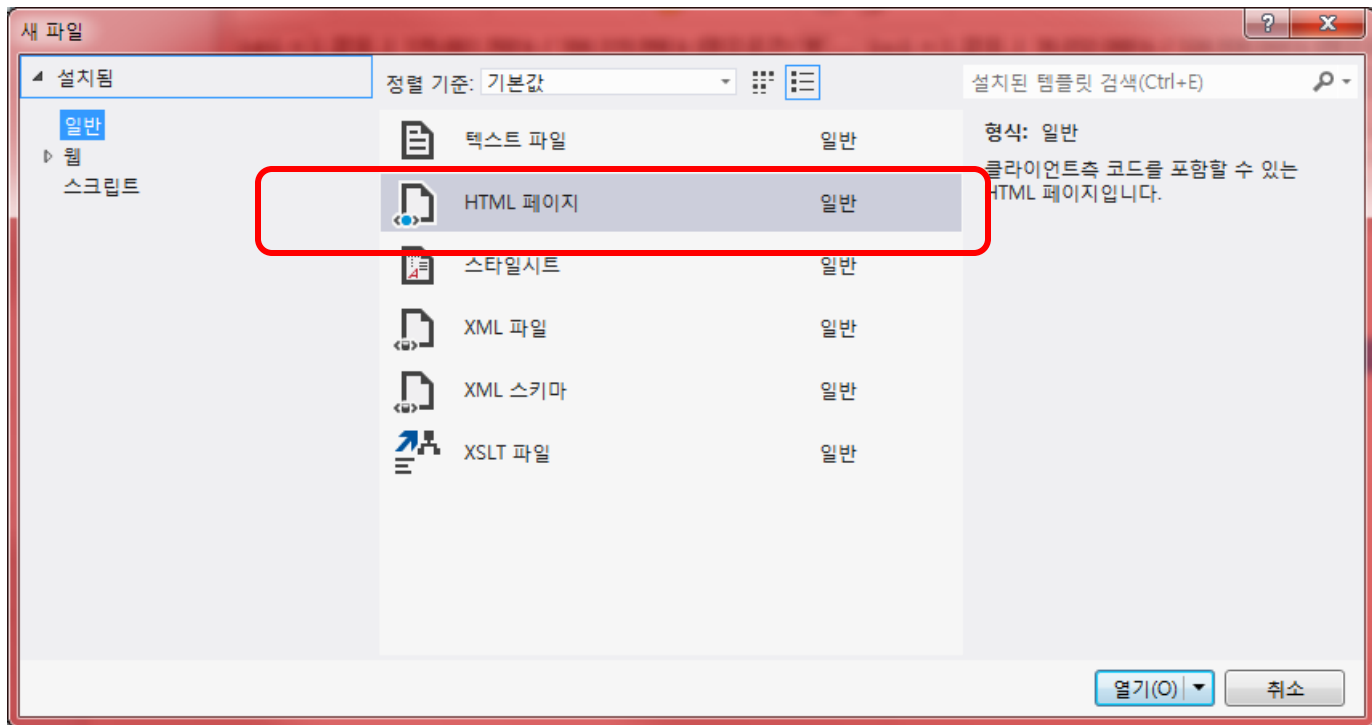 새 파일
설치됨
정렬 기준: 기본값
설치된 템플릿 검색(Ctrl+E)
일반
웹
스크립트
텍스트 파일 일반
HTML 페이지 일반
스타일시트 일반
XML 파일 일반
XML 스키마 일반
XSLT 파일 일반
형식: 일반
클라이언트측 코드를 포함할 수 있는
HTML 페이지입니다.
열기(O)
취소